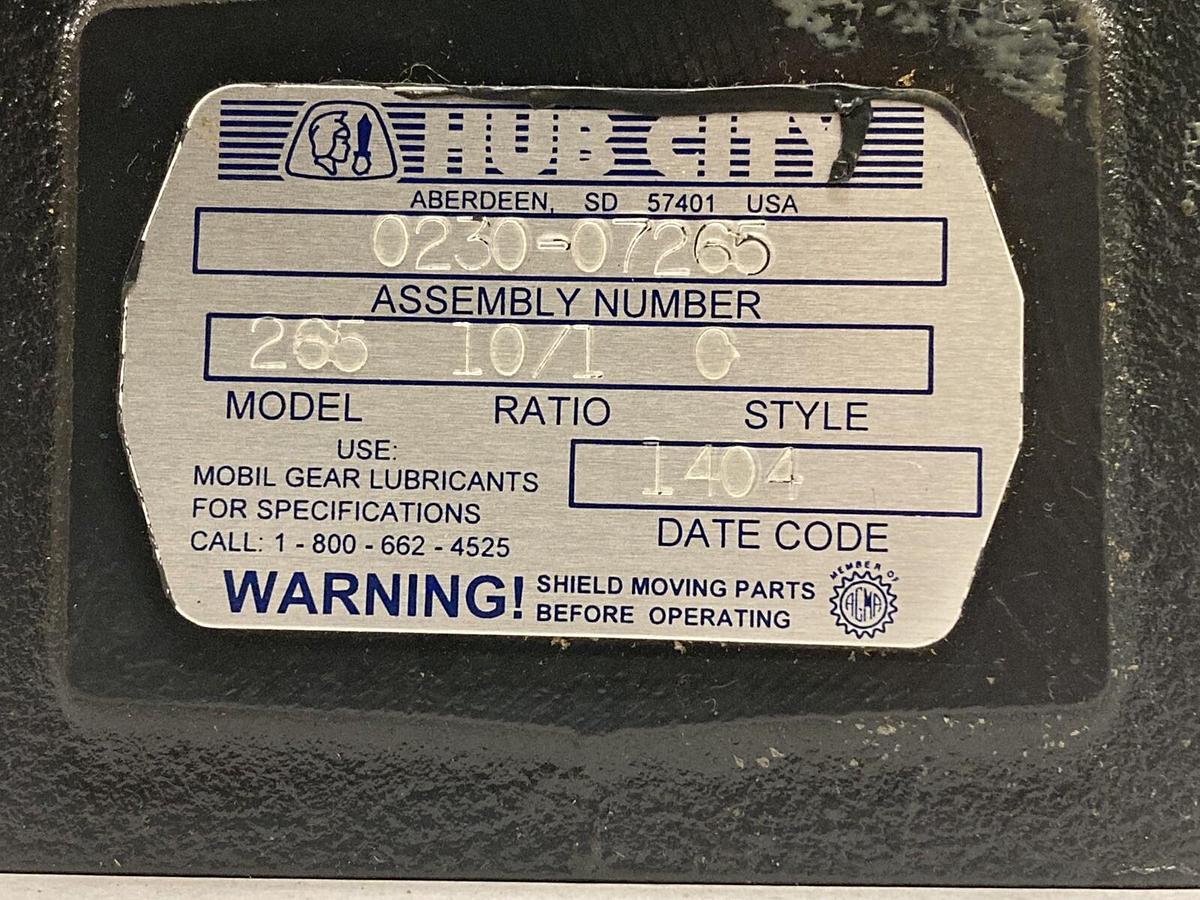 HUB CITY
ABERDEEN, SD 57401 USA
0230-07265
ASSEMBLY NUMBER
265 10/1
MODEL RATIO STYLE
USE:
MOBIL GEAR LUBRICANTS
FOR SPECIFICATIONS
CALL: 1 - 800 - 662 - 4525
1404
DATE CODE
WARNING! SHIELD MOVING PARTS
BEFORE OPERATING
MEMBER OF
AGMA